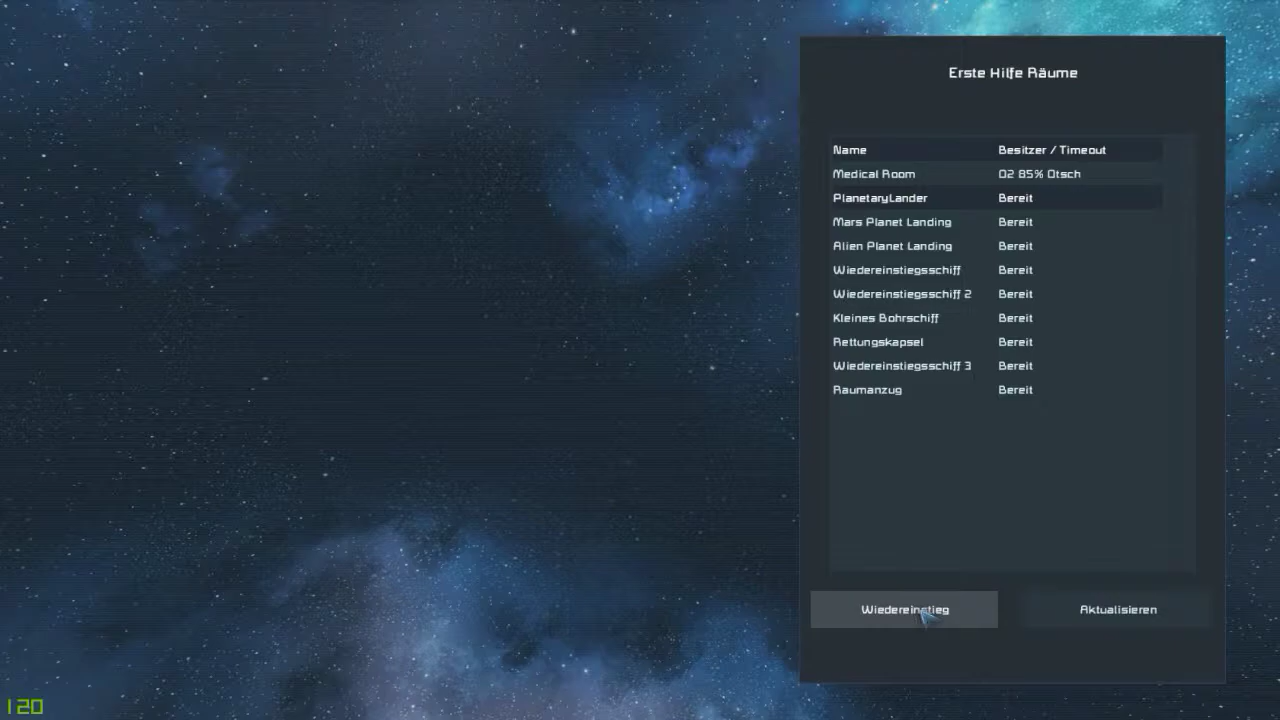 Erste Hilfe Räume
Name Besitzer / Timeout
Medical Room O2 85% Otsch
PlanetaryLander Bereit
Mars Planet Landing Bereit
Alien Planet Landing Bereit
Wiedereinstiegsschiff Bereit
Wiedereinstiegsschiff 2 Bereit
Kleines Bohrschiff Bereit
Rettungskapsel Bereit
Wiedereinstiegsschiff 3 Bereit
Raumanzug Bereit
Wiedereinstieg Aktualisieren
120